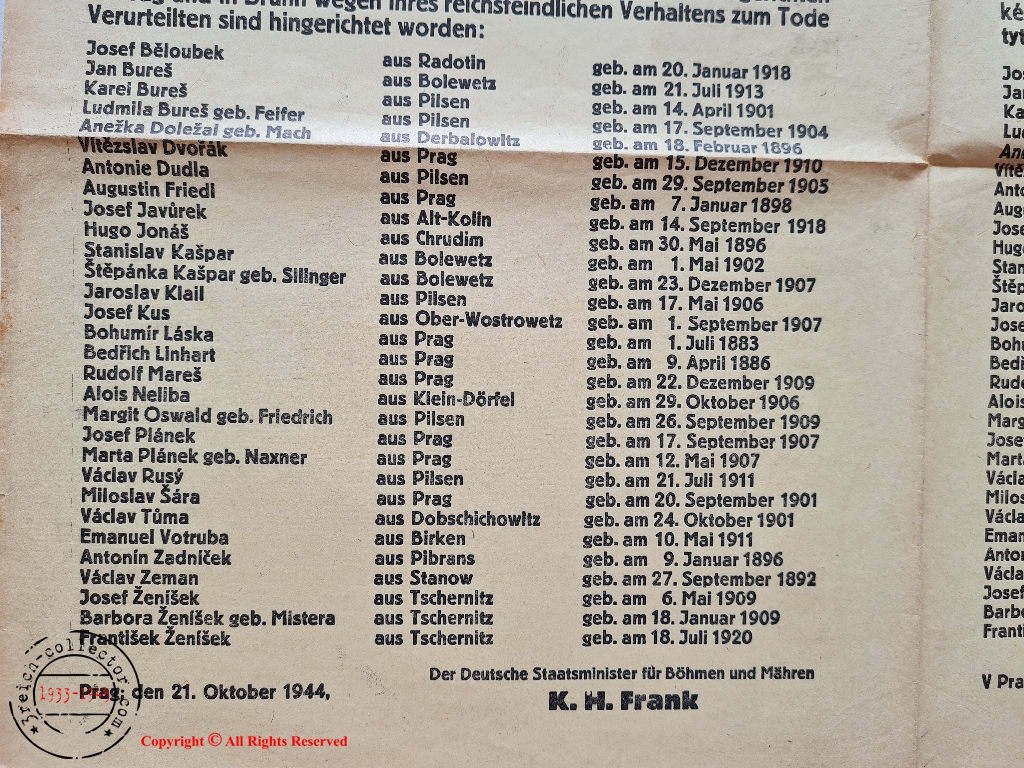 und in Brünn wegen ihres reichsfeindlichen Verhaltens zum Tode
Verurteilten sind hingerichtet worden:
Josef Běloubek aus Radotin geb. am 20. Januar 1918
Jan Bureš aus Bolewetz geb. am 21. Juli 1913
Karel Bureš aus Pilsen geb. am 14. April 1901
Ludmila Bureš geb. Feifer aus Pilsen geb. am 17. September 1904
Anežka Doležal geb. Mach aus Derbalowitz geb. am 18. Februar 1896
Vítězslav Dvořák aus Prag geb. am 15. Dezember 1910
Antonie Dudla aus Pilsen geb. am 29. September 1905
Augustin Friedl aus Prag geb. am 7. Januar 1898
Josef Javůrek aus Alt-Kolin geb. am 14. September 1918
Hugo Jonáš aus Chrudim geb. am 30. Mai 1896
Stanislav Kašpar aus Bolewetz geb. am 1. Mai 1902
Štěpánka Kašpar geb. Silinger aus Bolewetz geb. am 23. Dezember 1907
Jaroslav Klail aus Pilsen geb. am 17. Mai 1906
Josef Kus aus Ober-Wostrowetz geb. am 1. September 1907
Bohumír Láska aus Prag geb. am 1. Juli 1883
Bedřich Linhart aus Prag geb. am 9. April 1886
Rudolf Mareš aus Prag geb. am 22. Dezember 1909
Alois Neliba aus Klein-Dörfel geb. am 29. Oktober 1906
Margit Oswald geb. Friedrich aus Pilsen geb. am 26. September 1909
Josef Plánek aus Prag geb. am 17. September 1907
Marta Plánek geb. Naxner aus Prag geb. am 12. Mai 1907
Václav Rusý aus Pilsen geb. am 21. Juli 1911
Miloslav Šára aus Prag geb. am 20. September 1901
Václav Tůma aus Dobschichowitz geb. am 24. Oktober 1901
Emanuel Votruba aus Birken geb. am 10. Mai 1911
Antonín Zadníček aus Pibrans geb. am 9. Januar 1896
Václav Zeman aus Stanow geb. am 27. September 1892
Josef Ženíšek aus Tschernitz geb. am 6. Mai 1909
Barbora Ženíšek geb. Mistera aus Tschernitz geb. am 18. Januar 1909
František Ženíšek aus Tschernitz geb. am 18. Juli 1920
Der Deutsche Staatsminister für Böhmen und Mähren
Prag, den 21. Oktober 1944,
K. H. Frank
3reich-collector.com
Copyright © All Rights Reserved
V Pra